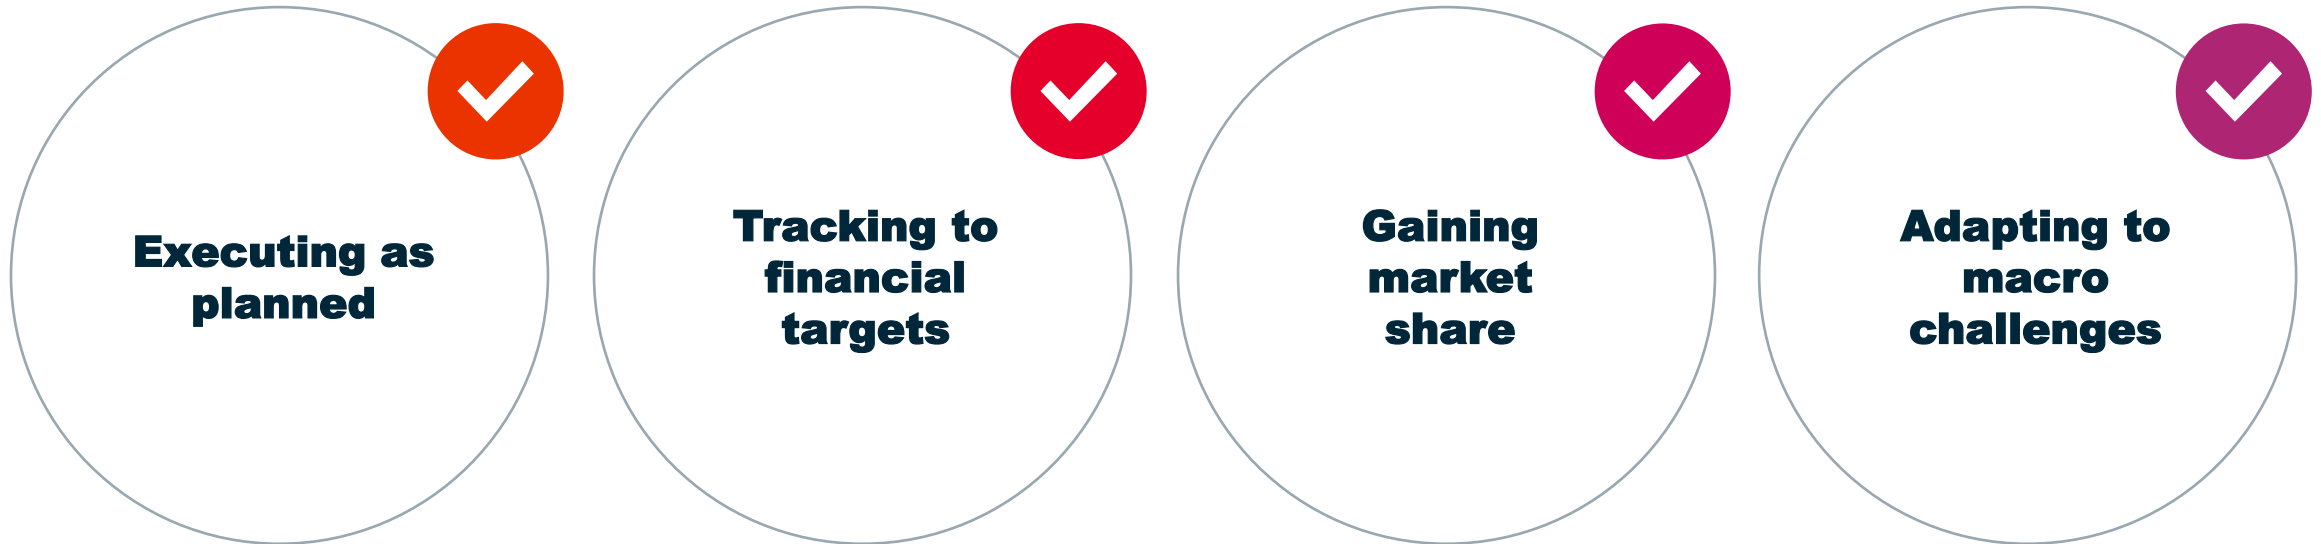 Executing as
planned
Tracking to
financial
targets
Gaining
market
share
Adapting to
macro
challenges